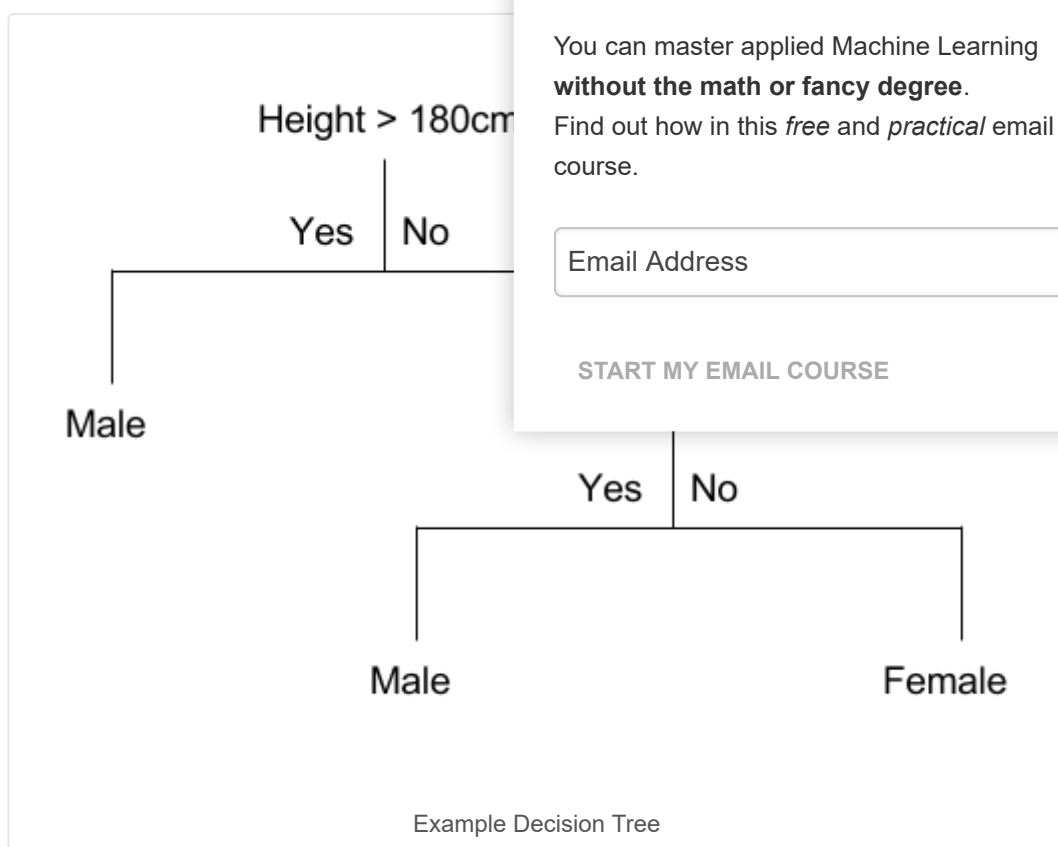 You can master applied Machine Learning
without the math or fancy degree.
Find out how in this free and practical email
course.
Email Address
START MY EMAIL COURSE
Height > 180cm
Yes No
Male
Yes No
Male Female
Example Decision Tree